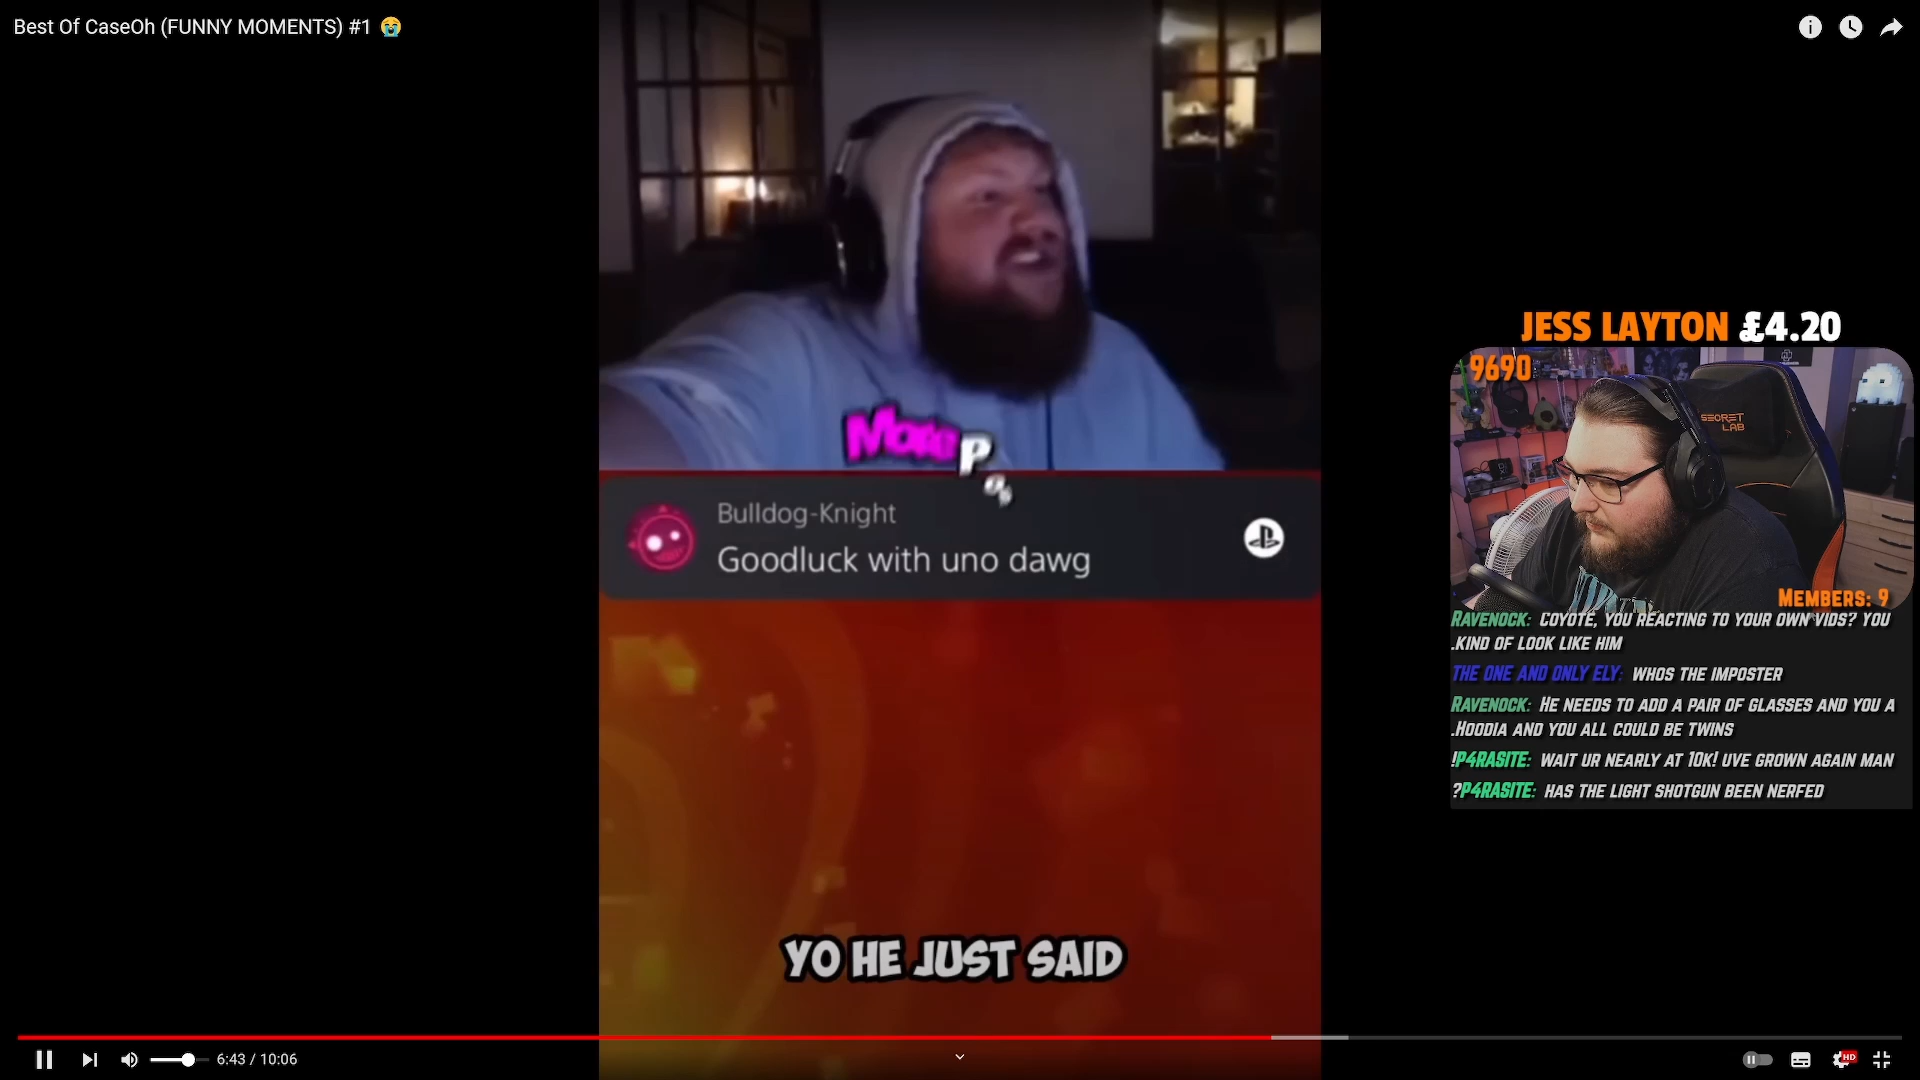 Best Of CaseOh (FUNNY MOMENTS) #1 😭
More P
Bulldog-Knight
Goodluck with uno dawg
YO HE JUST SAID
6:43 / 10:06
HD
JESS LAYTON £4.20
9690
SECRET
LAB
MEMBERS: 9
RAVENOCK: COYOTE, YOU REACTING TO YOUR OWN VIDS? YOU
.KIND OF LOOK LIKE HIM
THE ONE AND ONLY ELY: WHOS THE IMPOSTER
RAVENOCK: HE NEEDS TO ADD A PAIR OF GLASSES AND YOU A
.HOODIA AND YOU ALL COULD BE TWINS
!P4RASITE: WAIT UR NEARLY AT 10K! UVE GROWN AGAIN MAN
?P4RASITE: HAS THE LIGHT SHOTGUN BEEN NERFED